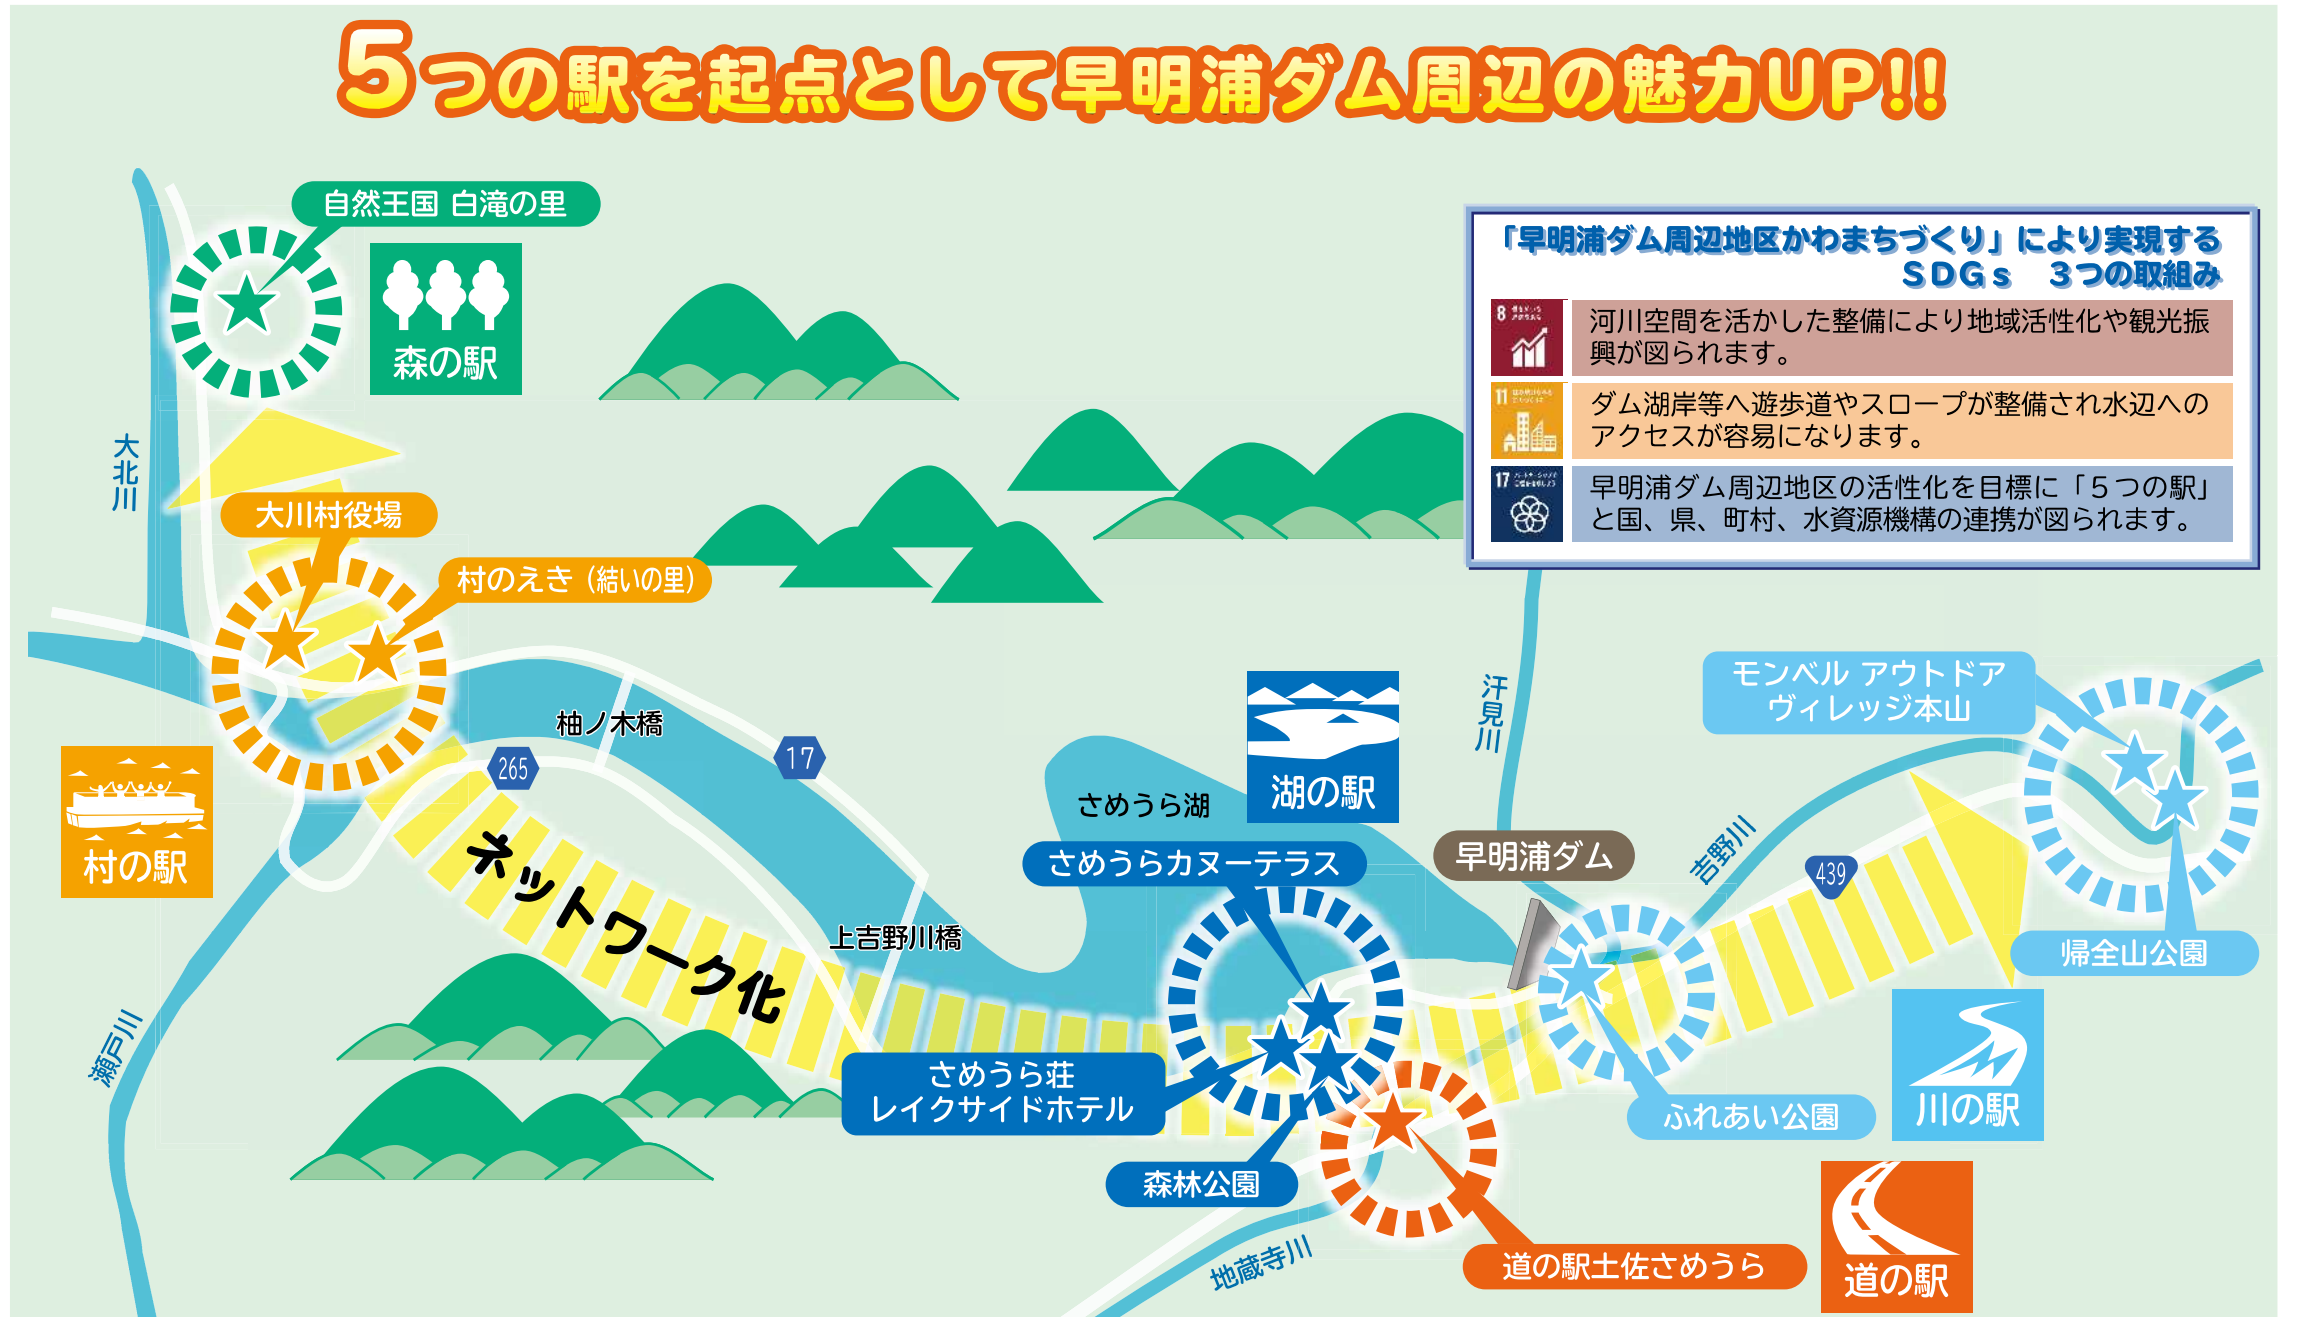 5つの駅を起点として早明浦ダム周辺の魅力UP!!
自然王国 白滝の里
森の駅
「早明浦ダム周辺地区かわまちづくり」により実現する
SDGs 3つの取組み
8
河川空間を活かした整備により地域活性化や観光振
興が図られます。
11
ダム湖岸等へ遊歩道やスロープが整備され水辺への
アクセスが容易になります。
17
早明浦ダム周辺地区の活性化を目標に「5つの駅」
と国、県、町村、水資源機構の連携が図られます。
大北川
大川村役場
村のえき(結いの里)
村の駅
柚ノ木橋
265
17
ネットワーク化
上吉野川橋
瀬戸川
さめうら湖
湖の駅
さめうらカヌーテラス
さめうら荘
レイクサイドホテル
森林公園
汗見川
早明浦ダム
吉野川
439
モンベル アウトドア
ヴィレッジ本山
帰全山公園
川の駅
ふれあい公園
道の駅土佐さめうら
道の駅
地蔵寺川